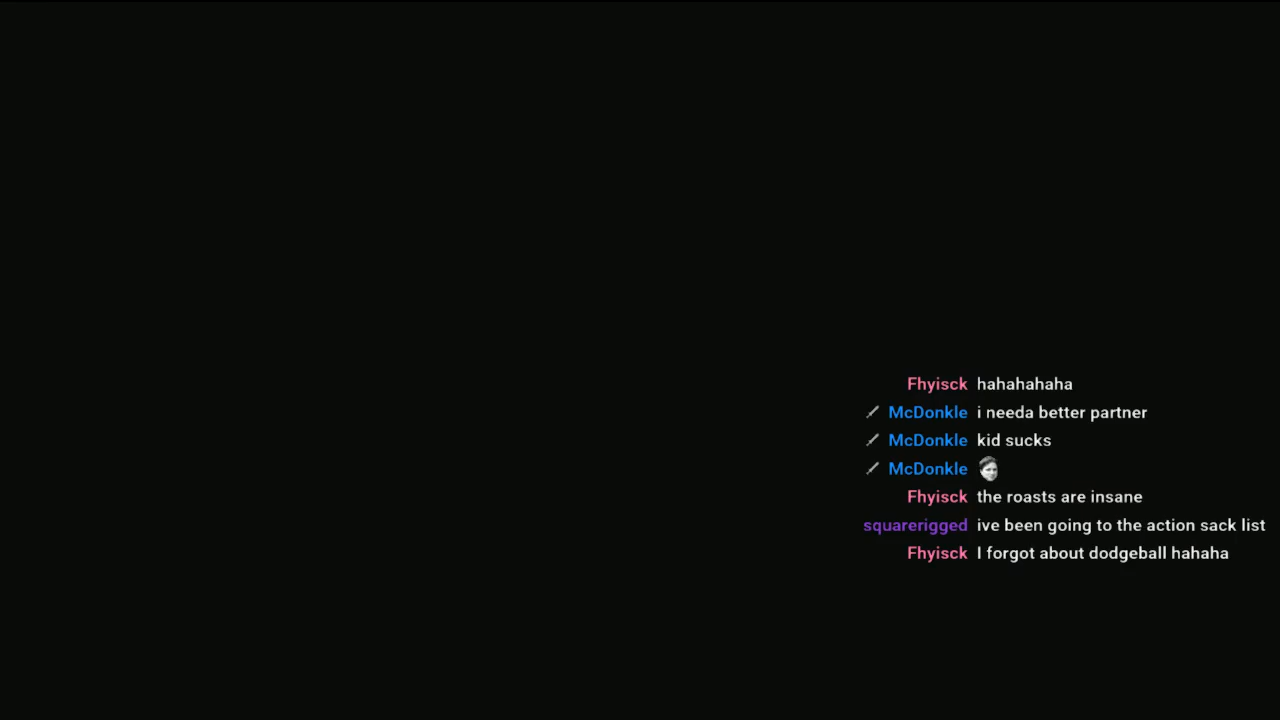 Fhyisck hahahahaha
McDonkle i needa better partner
McDonkle kid sucks
McDonkle
Fhyisck the roasts are insane
squarerigged ive been going to the action sack list
Fhyisck I forgot about dodgeball hahaha